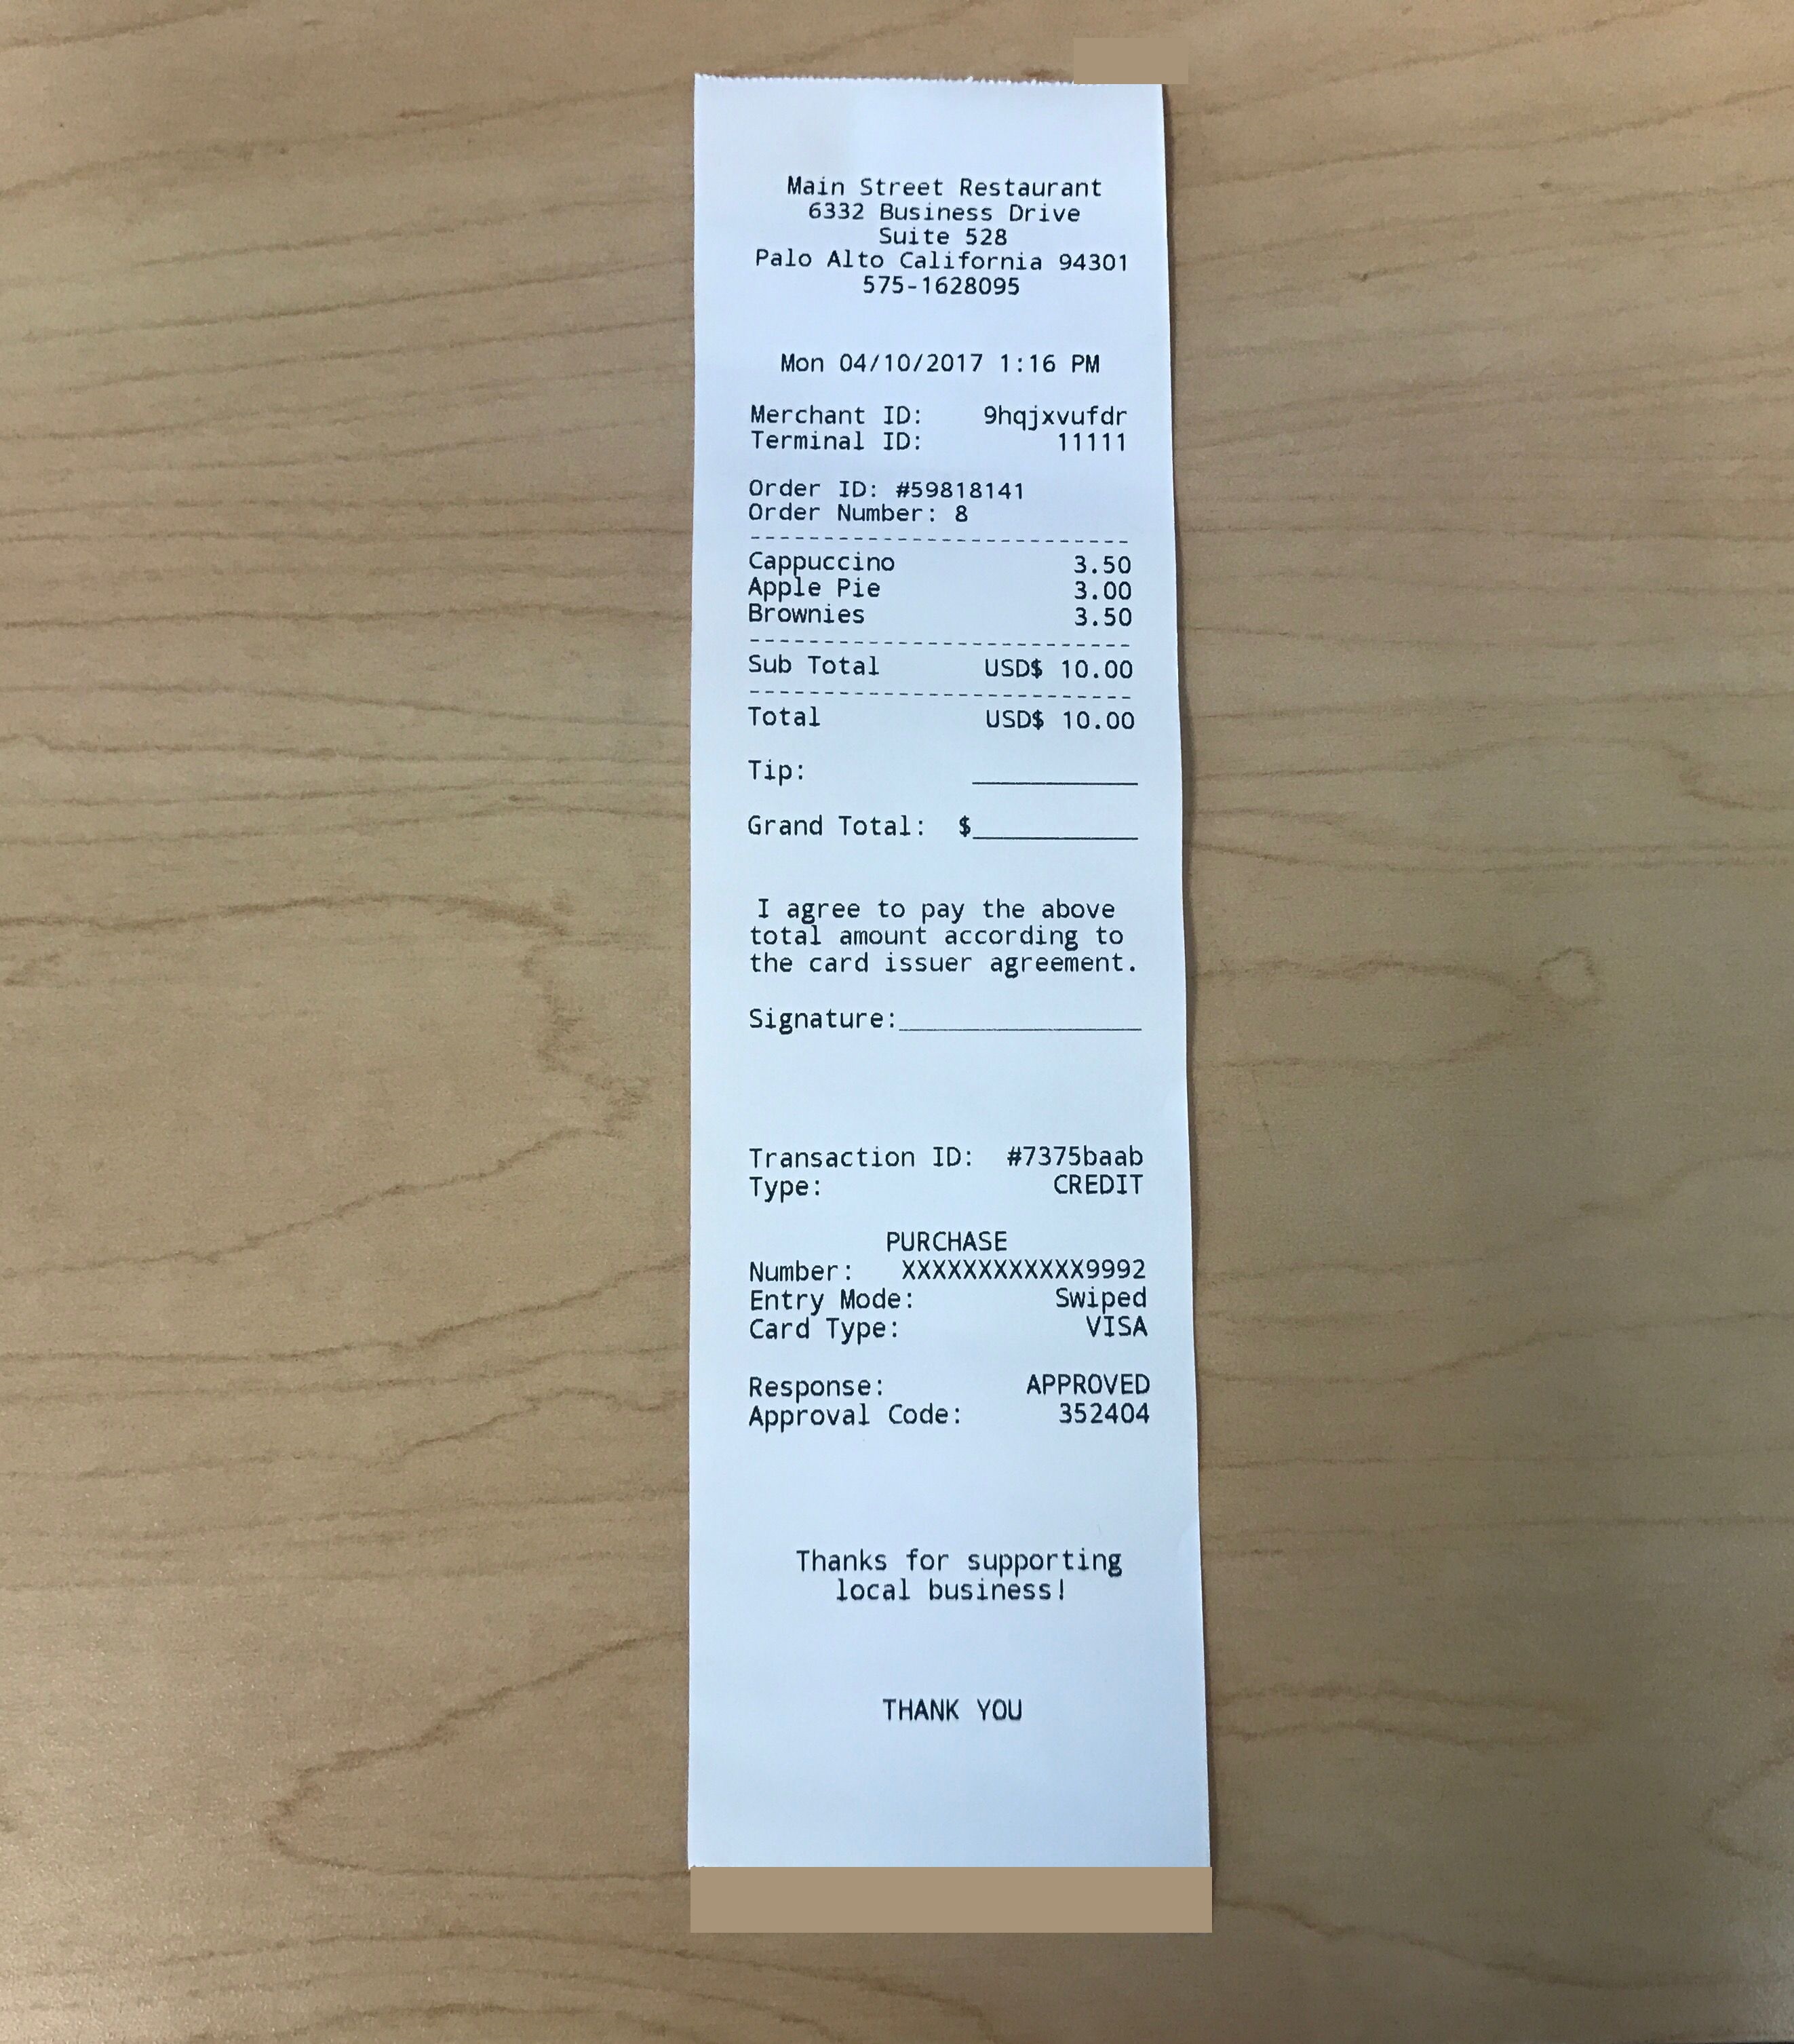 Main Street Restaurant
6332 Business Drive
Suite 528
Palo Alto California 94301
575-1628095
Mon 04/10/2017 1:16 PM
Merchant ID: 9hqjxvufdr
Terminal ID: 11111
Order ID: #59818141
Order Number: 8
--------------------------
Cappuccino 3.50
Apple Pie 3.00
Brownies 3.50
--------------------------
Sub Total USD$ 10.00
--------------------------
Total USD$ 10.00
Tip: ___________
Grand Total: $___________
I agree to pay the above
total amount according to
the card issuer agreement.
Signature:________________
Transaction ID: #7375baab
Type: CREDIT
PURCHASE
Number: XXXXXXXXXXXX9992
Entry Mode: Swiped
Card Type: VISA
Response: APPROVED
Approval Code: 352404
Thanks for supporting
local business!
THANK YOU